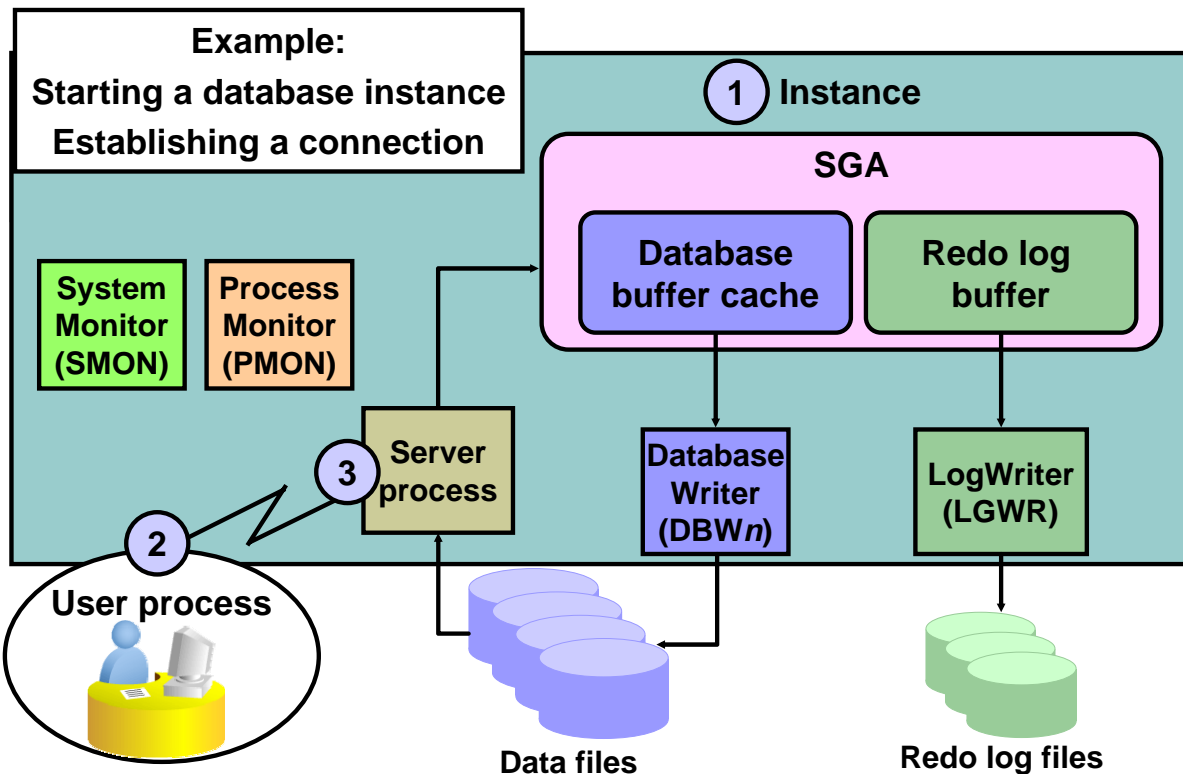 Example:
Starting a database instance
Establishing a connection
1
Instance
SGA
Database
buffer cache
Redo log
buffer
System
Monitor
(SMON)
Process
Monitor
(PMON)
3
Server
process
Database
Writer
(DBWn)
LogWriter
(LGWR)
2
User process
Data files
Redo log files